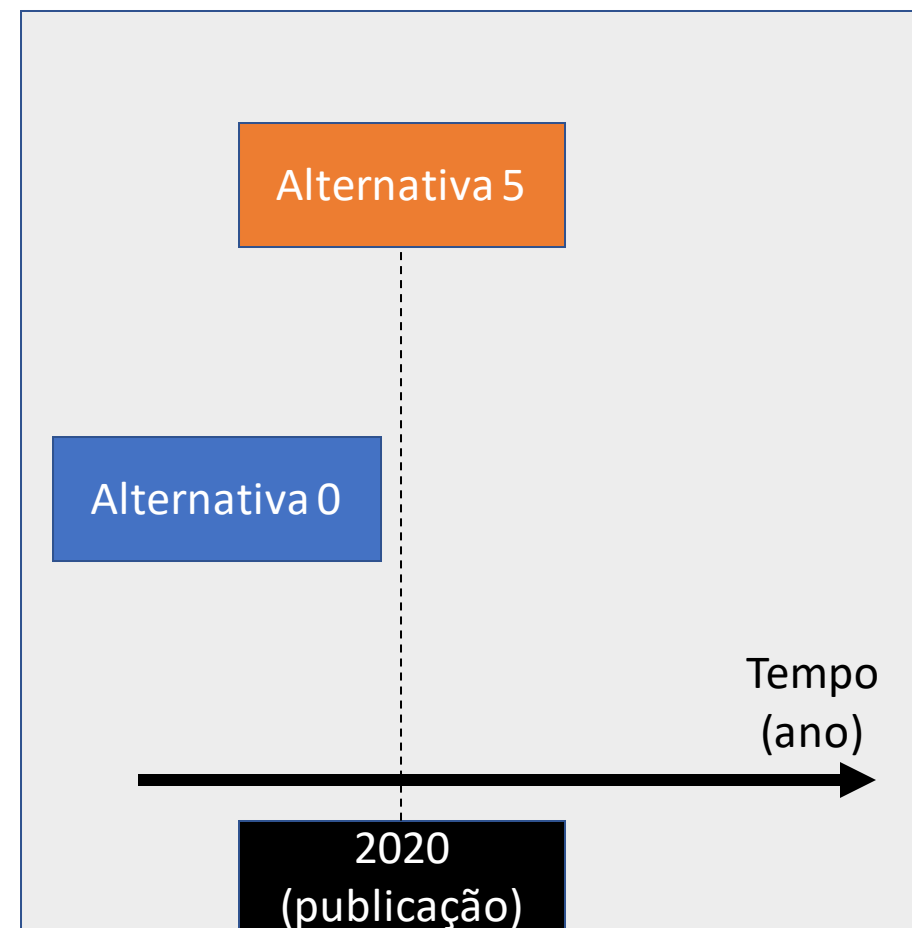 Alternativa 5
Alternativa 0
Tempo
(ano)
2020
(publicação)